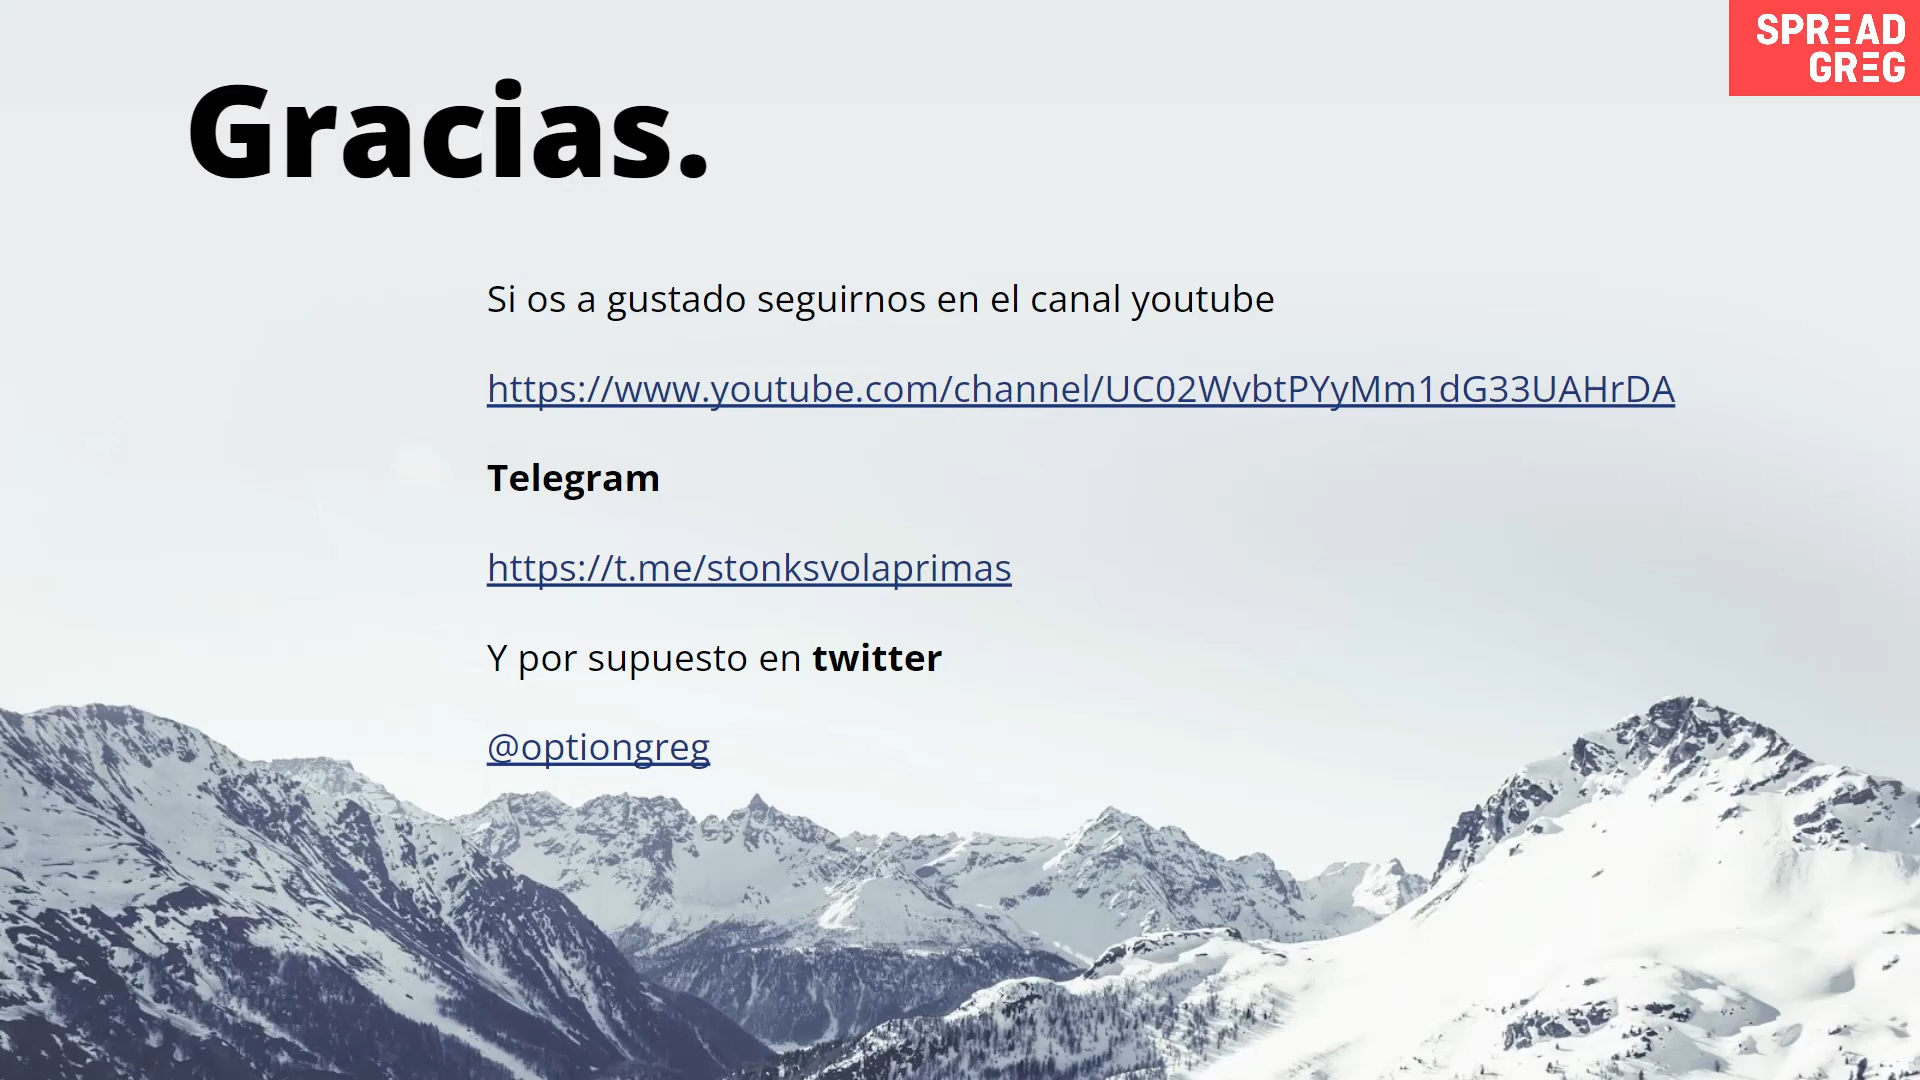 SPREAD
GREG
Gracias.
Si os a gustado seguirnos en el canal youtube
https://www.youtube.com/channel/UC02WvbtPYyMm1dG33UAHrDA
Telegram
https://t.me/stonksvolaprimas
Y por supuesto en twitter
@optiongreg